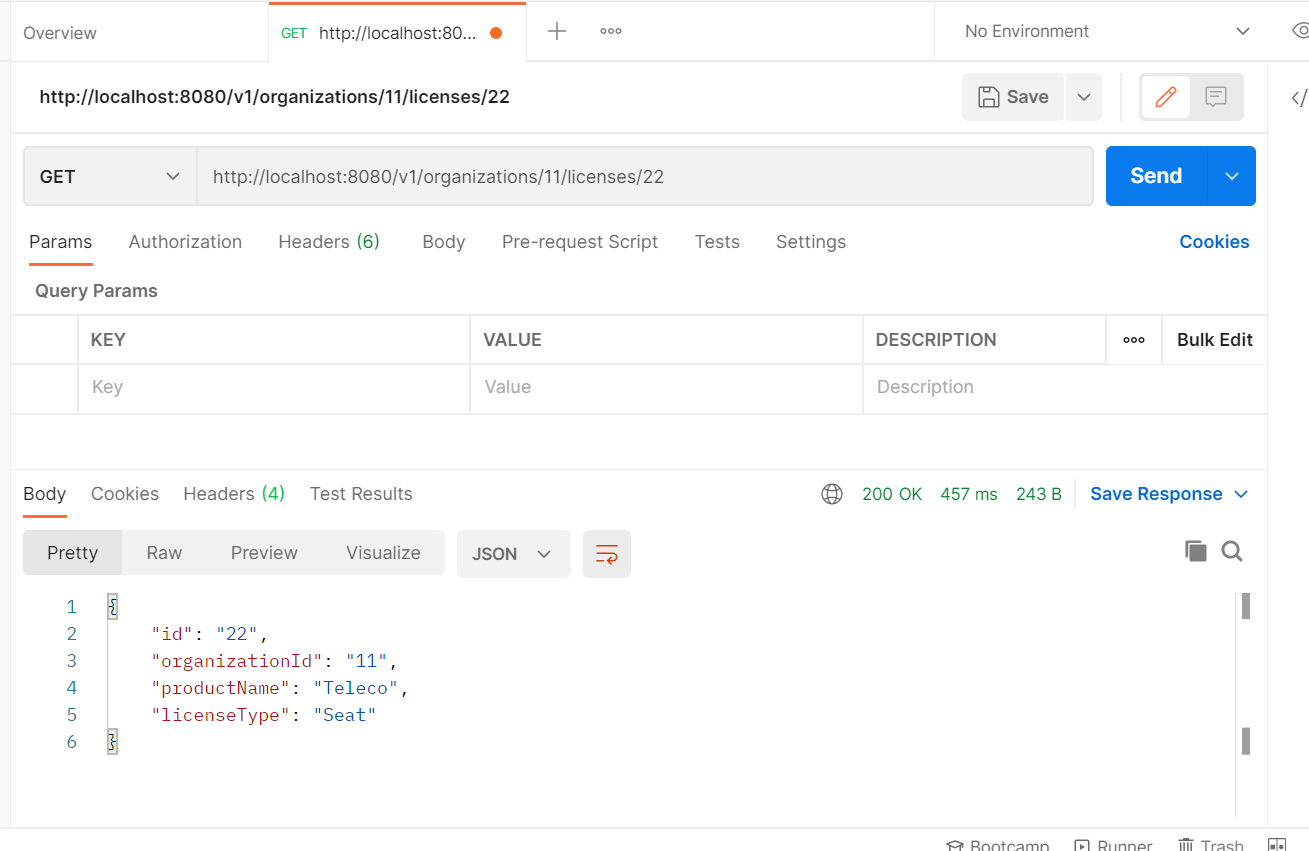 Overview
GET http://localhost:80...
No Environment
http://localhost:8080/v1/organizations/11/licenses/22
Save
GET
http://localhost:8080/v1/organizations/11/licenses/22
Send
Params Authorization Headers (6) Body Pre-request Script Tests Settings Cookies
Query Params
KEY VALUE DESCRIPTION Bulk Edit
Key Value Description
Body Cookies Headers (4) Test Results 200 OK 457 ms 243 B Save Response
Pretty Raw Preview Visualize JSON
1 {
2 "id": "22",
3 "organizationId": "11",
4 "productName": "Teleco",
5 "licenseType": "Seat"
6 }
Bootcamp Runner Trash